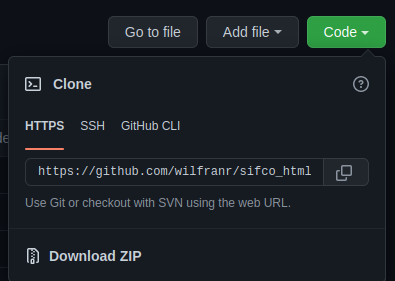 Go to file Add file Code
Clone
HTTPS SSH GitHub CLI
https://github.com/wilfranr/sifco_html
Use Git or checkout with SVN using the web URL.
Download ZIP